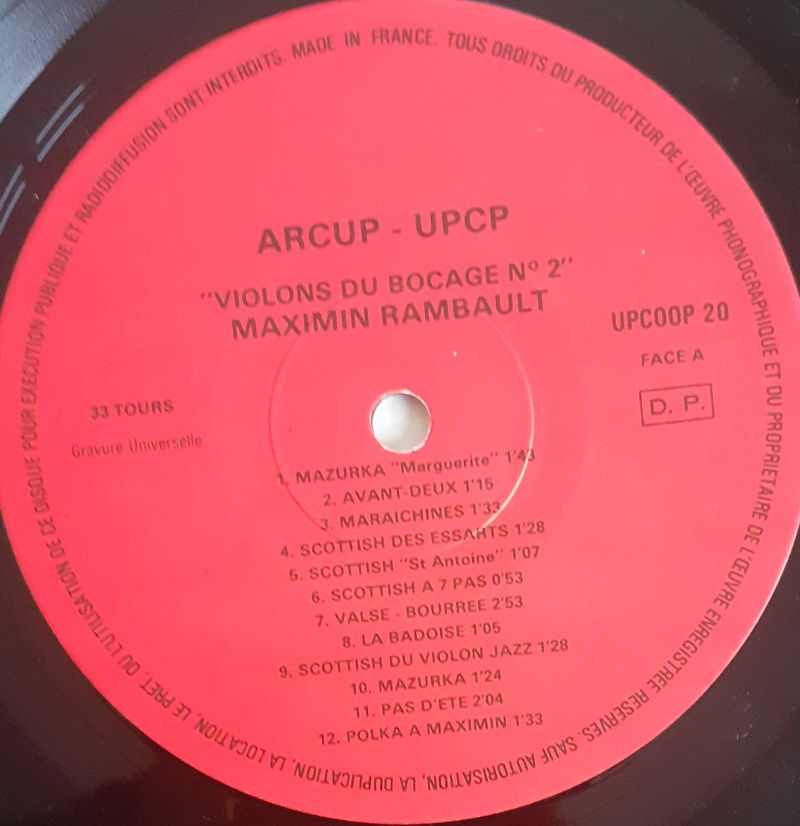 MADE IN FRANCE. TOUS DROITS DU PRODUCTEUR DE L'ŒUVRE PHONOGRAPHIQUE ET DU PROPRIETAIRE DE L'ŒUVRE ENREGISTREE RESERVES. SAUF AUTORISATION, LA DUPLICATION, LA LOCATION, LE PRET, OU L'UTILISATION DE CE DISQUE POUR EXECUTION PUBLIQUE ET RADIODIFFUSION SONT INTERDITS.
ARCUP - UPCP
"VIOLONS DU BOCAGE N° 2"
MAXIMIN RAMBAULT
UPCOOP 20
FACE A
D. P.
33 TOURS
Gravure Universelle
1. MAZURKA "Marguerite" 1'43
2. AVANT-DEUX 1'15
3. MARAICHINES 1'33
4. SCOTTISH DES ESSARTS 1'28
5. SCOTTISH "St Antoine" 1'07
6. SCOTTISH A 7 PAS 0'53
7. VALSE - BOURREE 2'53
8. LA BADOISE 1'05
9. SCOTTISH DU VIOLON JAZZ 1'28
10. MAZURKA 1'24
11. PAS D'ETE 2'04
12. POLKA A MAXIMIN 1'33